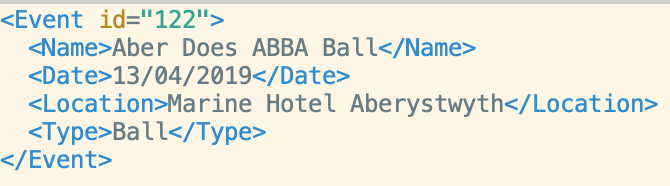 <Event id="122">
<Name>Aber Does ABBA Ball</Name>
<Date>13/04/2019</Date>
<Location>Marine Hotel Aberystwyth</Location>
<Type>Ball</Type>
</Event>